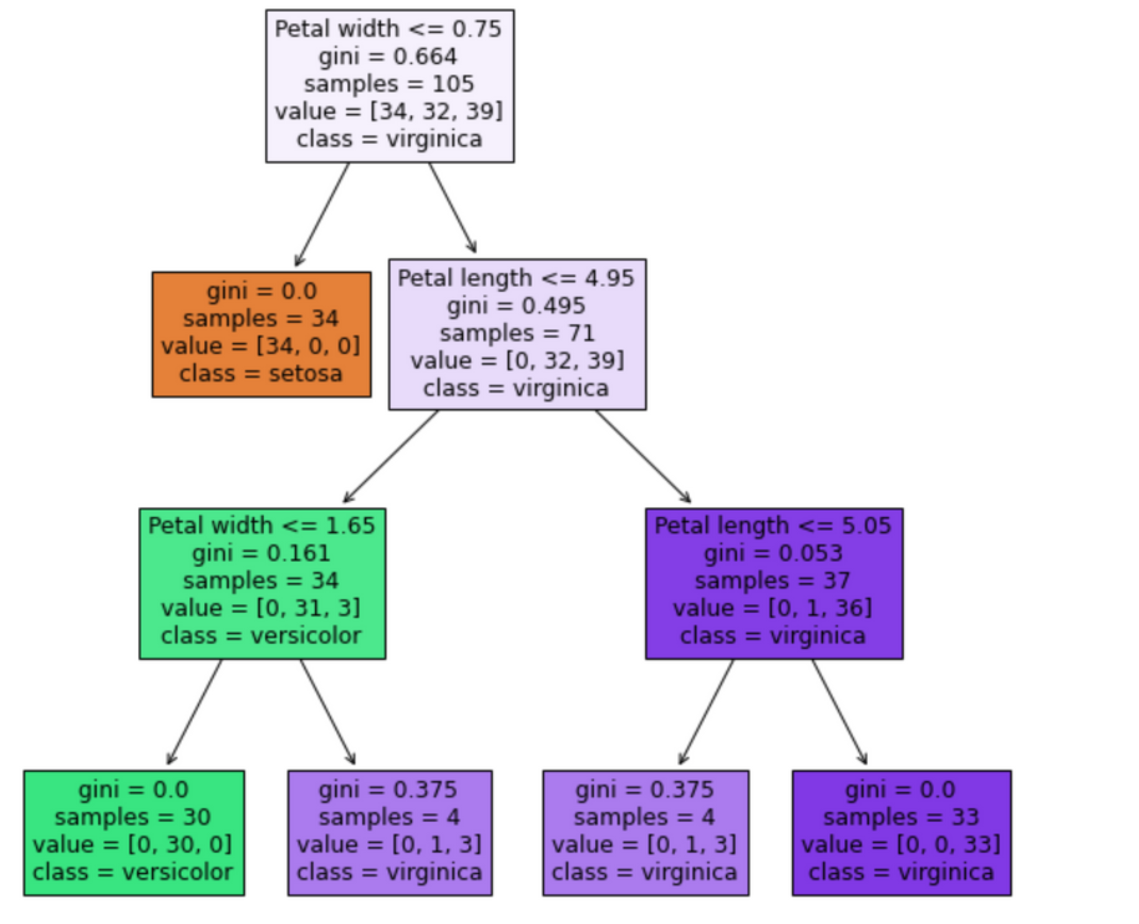 Petal width <= 0.75
gini = 0.664
samples = 105
value = [34, 32, 39]
class = virginica
gini = 0.0
samples = 34
value = [34, 0, 0]
class = setosa
Petal length <= 4.95
gini = 0.495
samples = 71
value = [0, 32, 39]
class = virginica
Petal width <= 1.65
gini = 0.161
samples = 34
value = [0, 31, 3]
class = versicolor
Petal length <= 5.05
gini = 0.053
samples = 37
value = [0, 1, 36]
class = virginica
gini = 0.0
samples = 30
value = [0, 30, 0]
class = versicolor
gini = 0.375
samples = 4
value = [0, 1, 3]
class = virginica
gini = 0.375
samples = 4
value = [0, 1, 3]
class = virginica
gini = 0.0
samples = 33
value = [0, 0, 33]
class = virginica